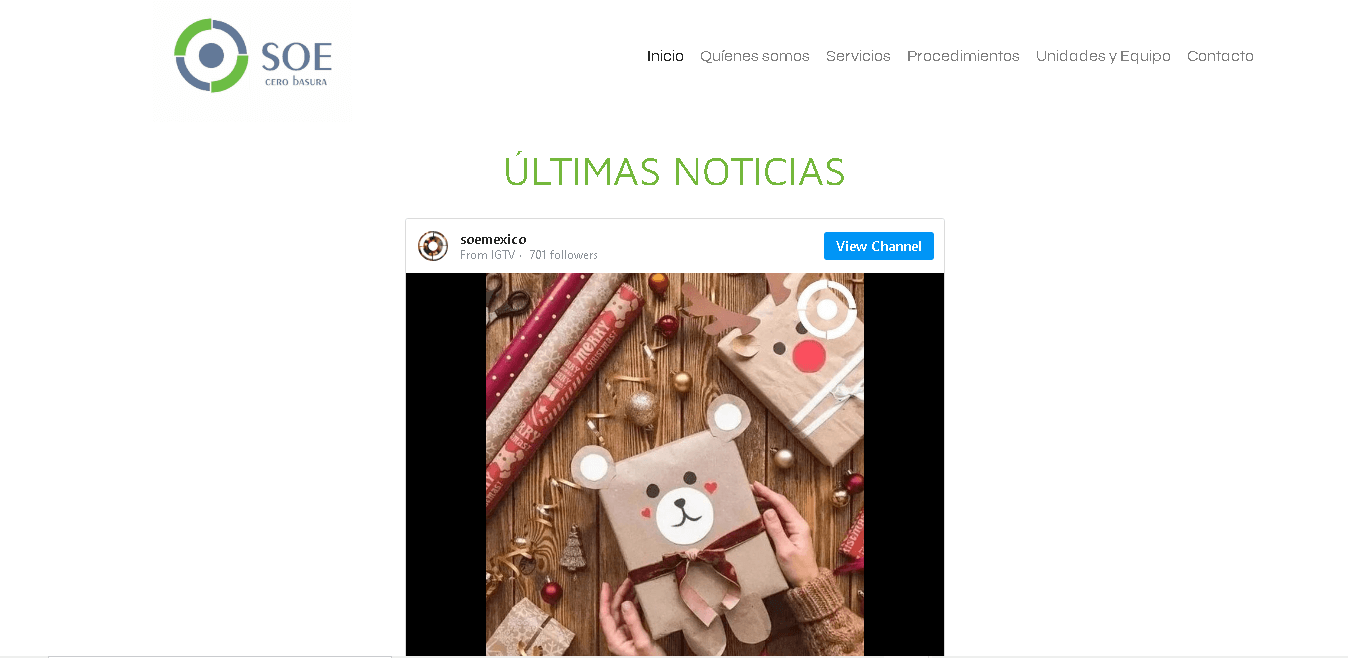 SOE
CERO BASURA
Inicio Quíenes somos Servicios Procedimientos Unidades y Equipo Contacto
ÚLTIMAS NOTICIAS
soemexico
From IGTV · 701 followers
View Channel
MERRY
CHRISTMAS!
MERRY